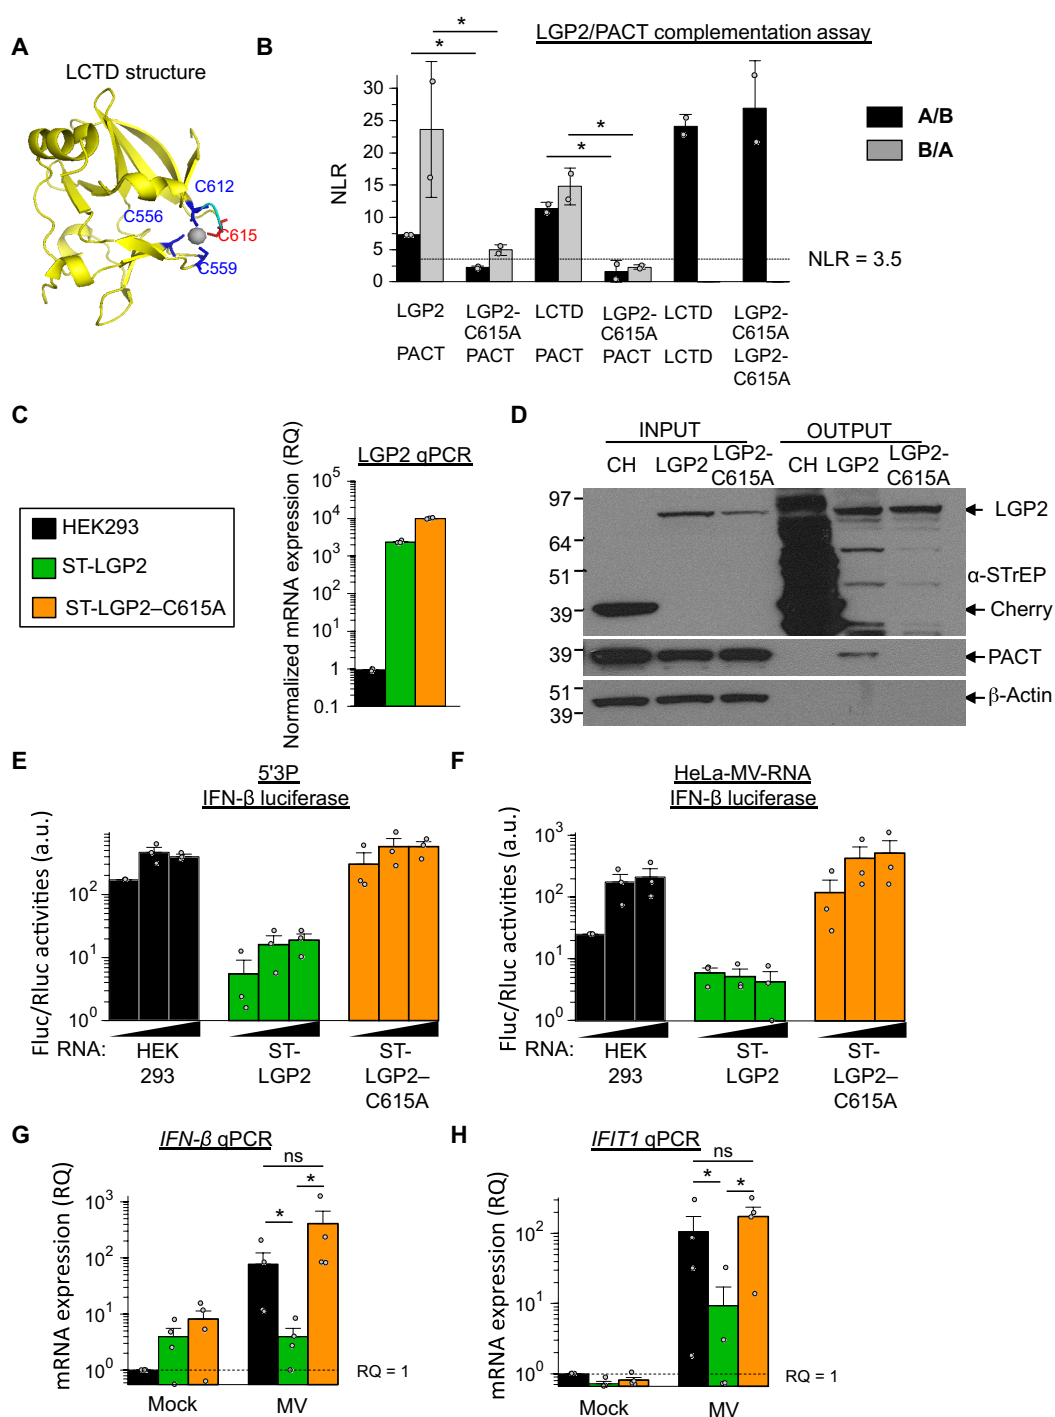 A
LCTD structure
C612
C556
C615
C559
B
LGP2/PACT complementation assay
*
*
*
*
NLR
30
25
20
15
10
5
0
A/B
B/A
NLR = 3.5
LGP2 LGP2-C615A LCTD LGP2-C615A LCTD LGP2-C615A
PACT PACT PACT PACT LCTD LGP2-C615A
C
HEK293
ST-LGP2
ST-LGP2–C615A
LGP2 qPCR
Normalized mRNA expression (RQ)
10^5
10^4
10^3
10^2
10^1
1
0.1
D
INPUT OUTPUT
CH LGP2 LGP2-C615A CH LGP2 LGP2-C615A
97
64
51
39
39
51
39
LGP2
α-STrEP
Cherry
PACT
β-Actin
E
5'3P
IFN-β luciferase
Fluc/Rluc activities (a.u.)
10^2
10^1
10^0
RNA:
HEK 293
ST-LGP2
ST-LGP2–C615A
F
HeLa-MV-RNA
IFN-β luciferase
Fluc/Rluc activities (a.u.)
10^3
10^2
10^1
10^0
RNA:
HEK 293
ST-LGP2
ST-LGP2–C615A
G
IFN-β qPCR
mRNA expression (RQ)
10^3
10^2
10^1
10^0
ns
*
*
RQ = 1
Mock MV
H
IFIT1 qPCR
mRNA expression (RQ)
10^2
10^1
10^0
ns
*
*
RQ = 1
Mock MV